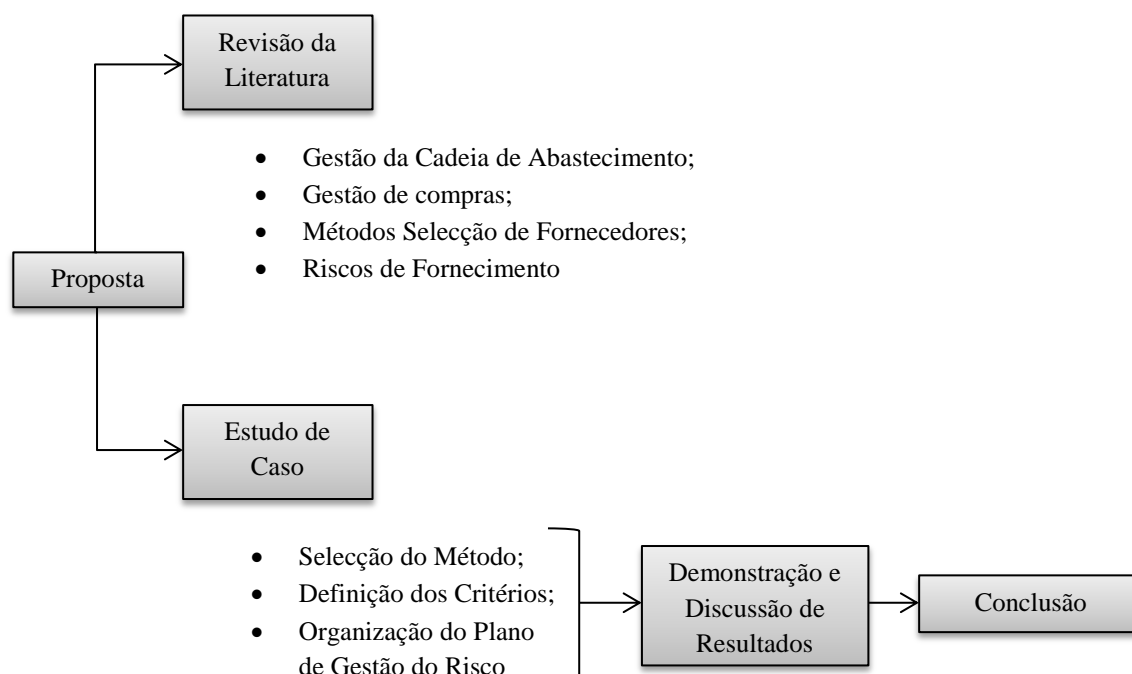 Revisão da
Literatura
• Gestão da Cadeia de Abastecimento;
• Gestão de compras;
• Métodos Selecção de Fornecedores;
• Riscos de Fornecimento
Proposta
Estudo de
Caso
• Selecção do Método;
• Definição dos Critérios;
• Organização do Plano
de Gestão do Risco
Demonstração e
Discussão de
Resultados
Conclusão